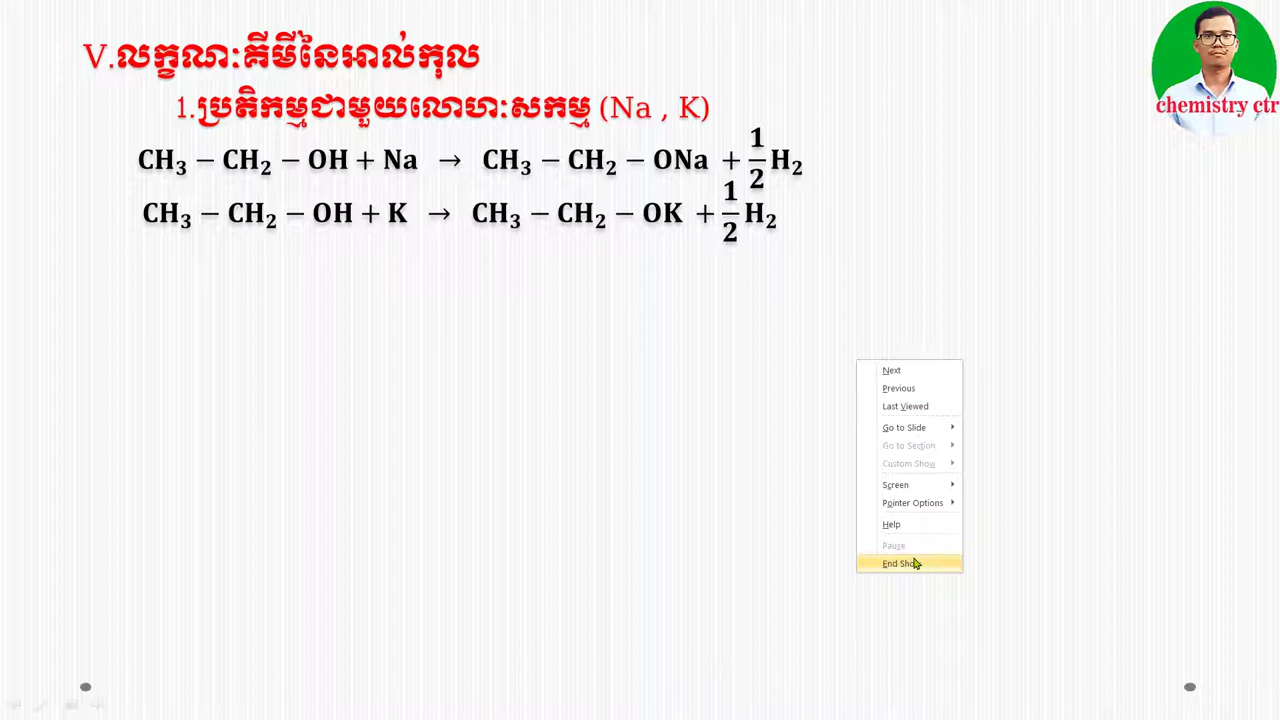 V.លក្ខណៈគីមីនៃអាល់កុល
1.ប្រតិកម្មជាមួយលោហៈសកម្ម (Na , K)
CH₃ − CH₂ − OH + Na → CH₃ − CH₂ − ONa + 1/2 H₂
CH₃ − CH₂ − OH + K → CH₃ − CH₂ − OK + 1/2 H₂
chemistry ctr
Next
Previous
Last Viewed
Go to Slide
Go to Section
Custom Show
Screen
Pointer Options
Help
Pause
End Show